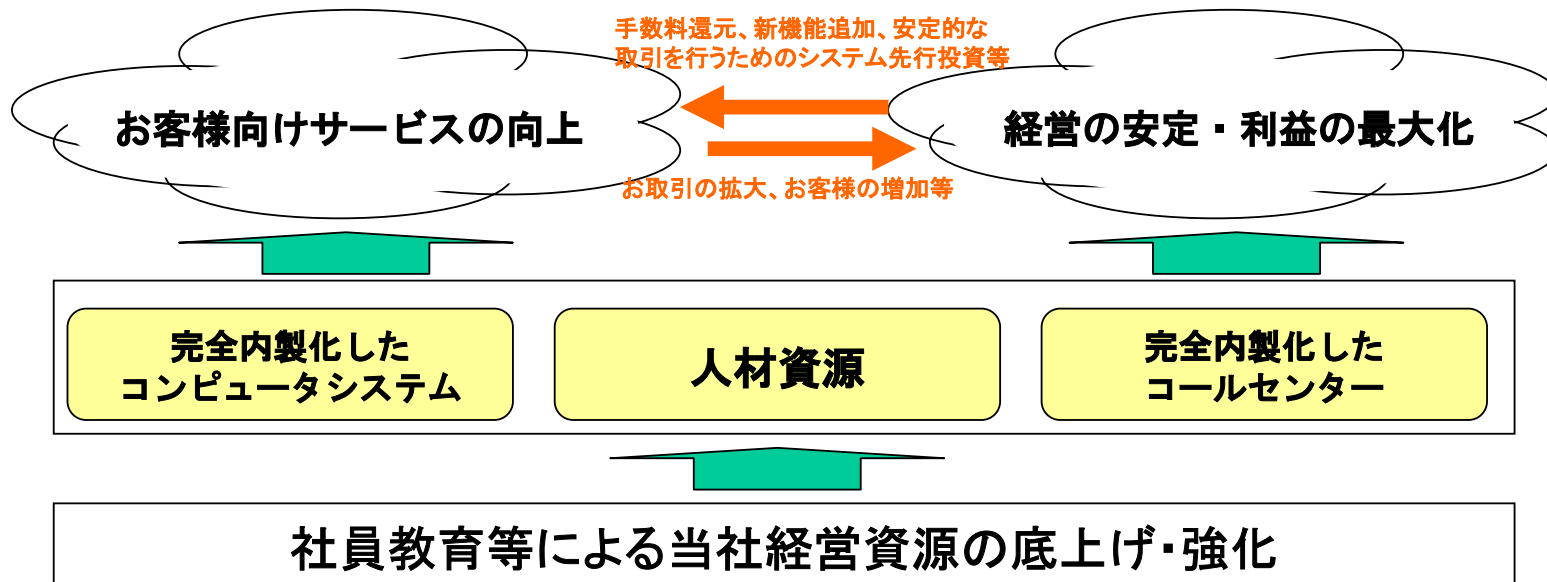 手数料還元、新機能追加、安定的な
取引を行うためのシステム先行投資等
お客様向けサービスの向上
経営の安定・利益の最大化
お取引の拡大、お客様の増加等
完全内製化した
コンピュータシステム
人材資源
完全内製化した
コールセンター
社員教育等による当社経営資源の底上げ・強化